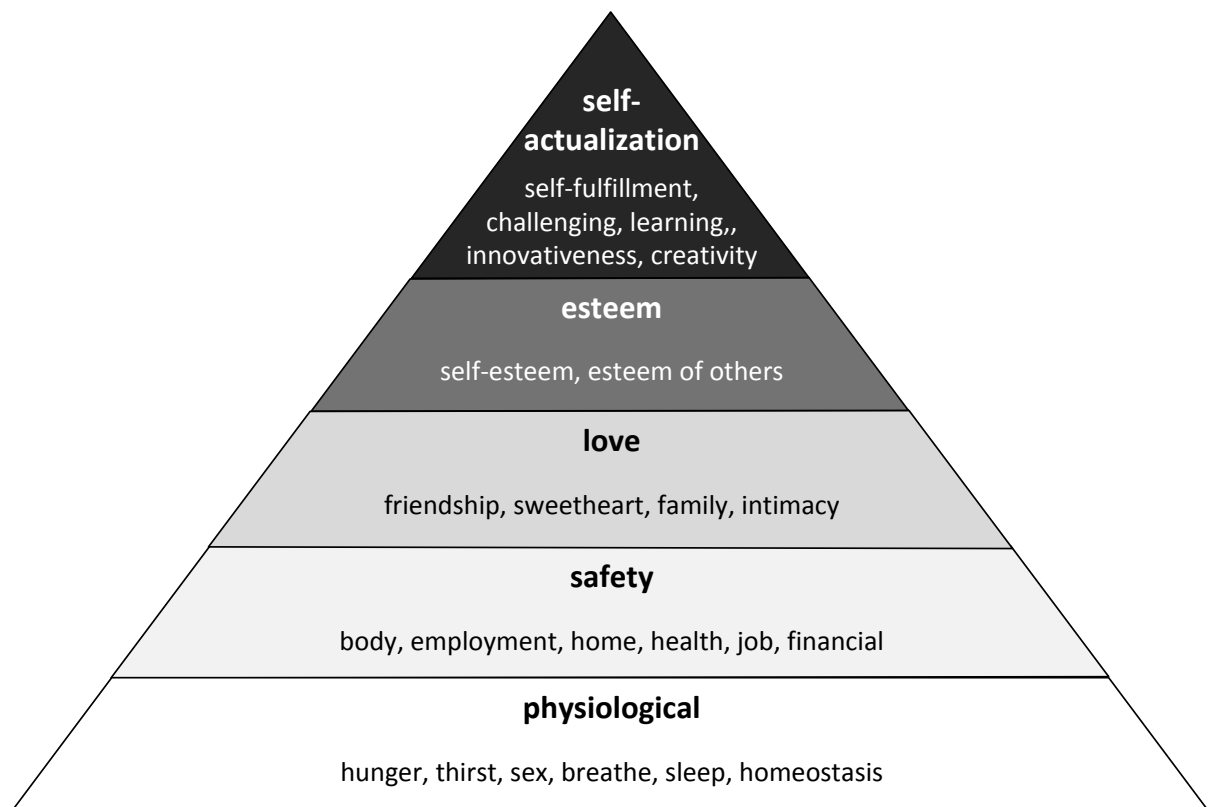 self-
actualization
self-fulfillment,
challenging, learning,,
innovativeness, creativity
esteem
self-esteem, esteem of others
love
friendship, sweetheart, family, intimacy
safety
body, employment, home, health, job, financial
physiological
hunger, thirst, sex, breathe, sleep, homeostasis